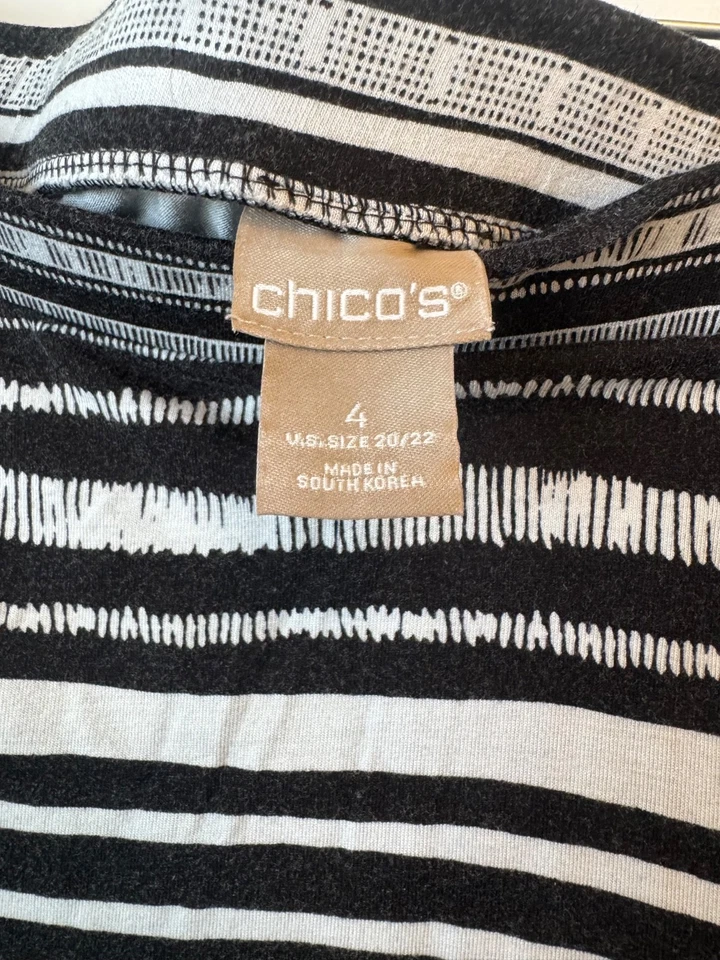 chico's®
4
U.S. SIZE 20/22
MADE IN
SOUTH KOREA